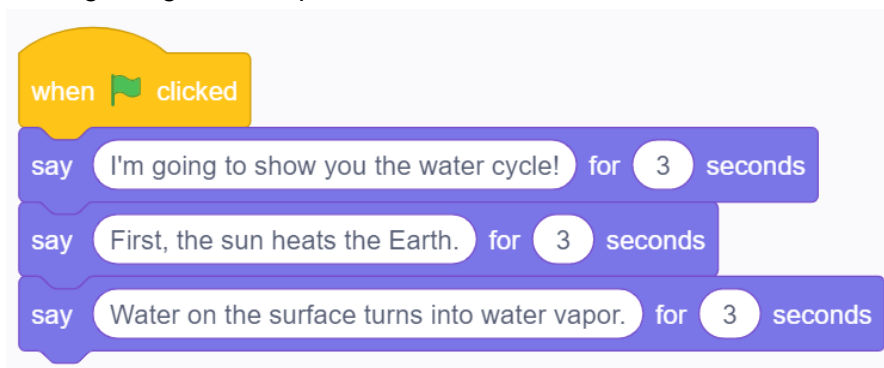 when clicked
say I'm going to show you the water cycle! for 3 seconds
say First, the sun heats the Earth. for 3 seconds
say Water on the surface turns into water vapor. for 3 seconds